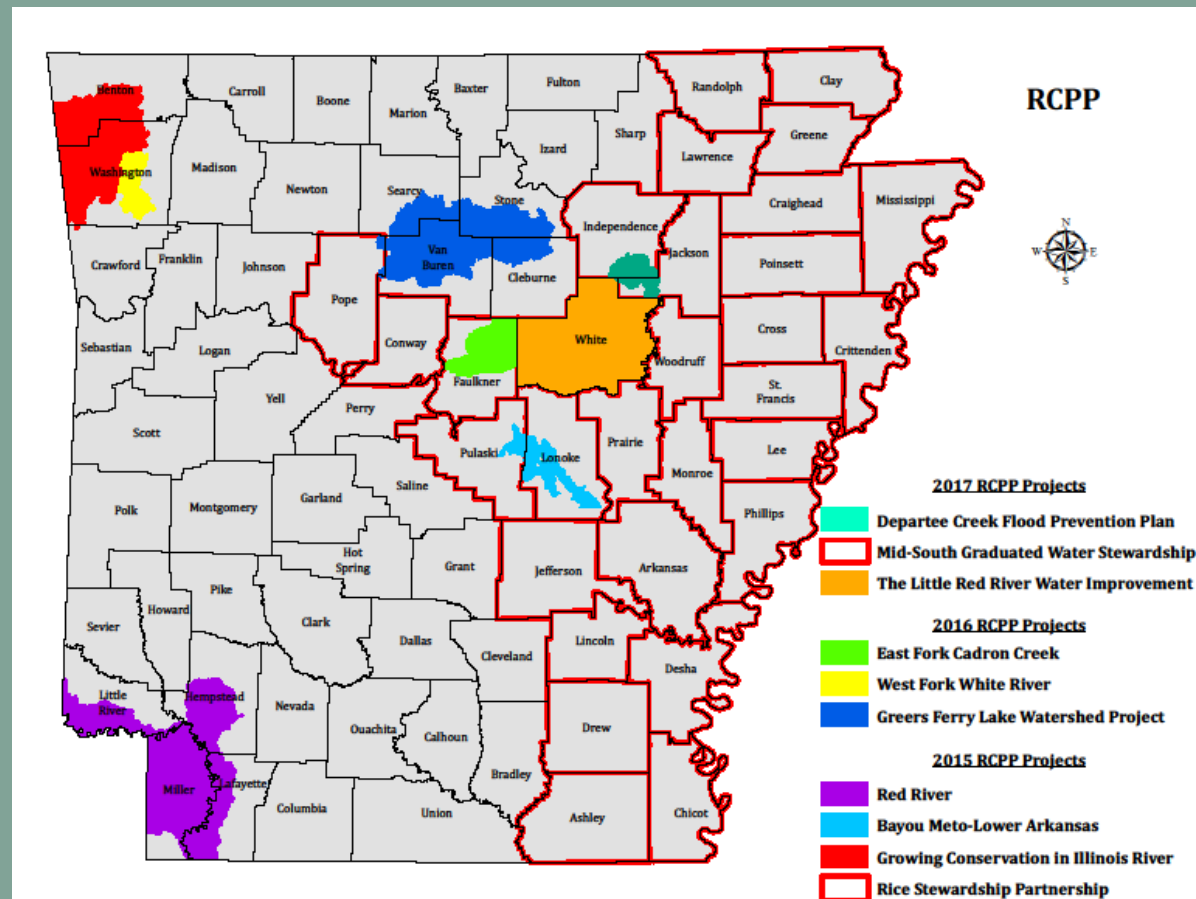 RCPP
Benton
Carroll
Boone
Marion
Baxter
Fulton
Sharp
Izard
Randolph
Clay
Greene
Lawrence
Washington
Madison
Newton
Searcy
Stone
Independence
Jackson
Craighead
Mississippi
N
W
E
S
Crawford
Franklin
Johnson
Pope
Van
Buren
Cleburne
Poinsett
Conway
White
Woodruff
Cross
Crittenden
Sebastian
Logan
Faulkner
St.
Francis
Yell
Perry
Scott
Pulaski
Lonoke
Prairie
Monroe
Lee
Phillips
Polk
Montgomery
Garland
Saline
Hot
Spring
Grant
Jefferson
Arkansas
Sevier
Howard
Pike
Clark
Dallas
Cleveland
Lincoln
Desha
Little
River
Hempstead
Nevada
Ouachita
Calhoun
Bradley
Drew
Miller
Lafayette
Columbia
Union
Ashley
Chicot
2017 RCPP Projects
Departee Creek Flood Prevention Plan
Mid-South Graduated Water Stewardship
The Little Red River Water Improvement
2016 RCPP Projects
East Fork Cadron Creek
West Fork White River
Greers Ferry Lake Watershed Project
2015 RCPP Projects
Red River
Bayou Meto-Lower Arkansas
Growing Conservation in Illinois River
Rice Stewardship Partnership